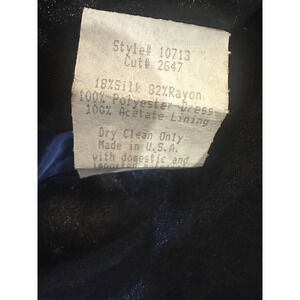 Style# 10713
Cut# 2647
18%Silk 82%Rayon
100% Polyester Dress
100% Acetate Lining
Dry Clean Only
Made in U.S.A.
with domestic and
imported